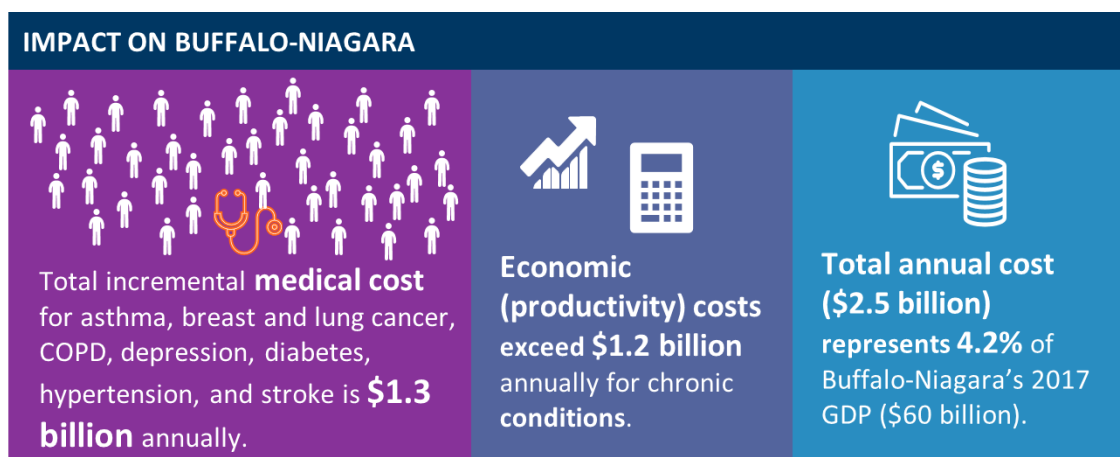 IMPACT ON BUFFALO-NIAGARA
Total incremental medical cost
for asthma, breast and lung cancer,
COPD, depression, diabetes,
hypertension, and stroke is $1.3
billion annually.
Economic
(productivity) costs
exceed $1.2 billion
annually for chronic
conditions.
$
Total annual cost
($2.5 billion)
represents 4.2% of
Buffalo-Niagara's 2017
GDP ($60 billion).